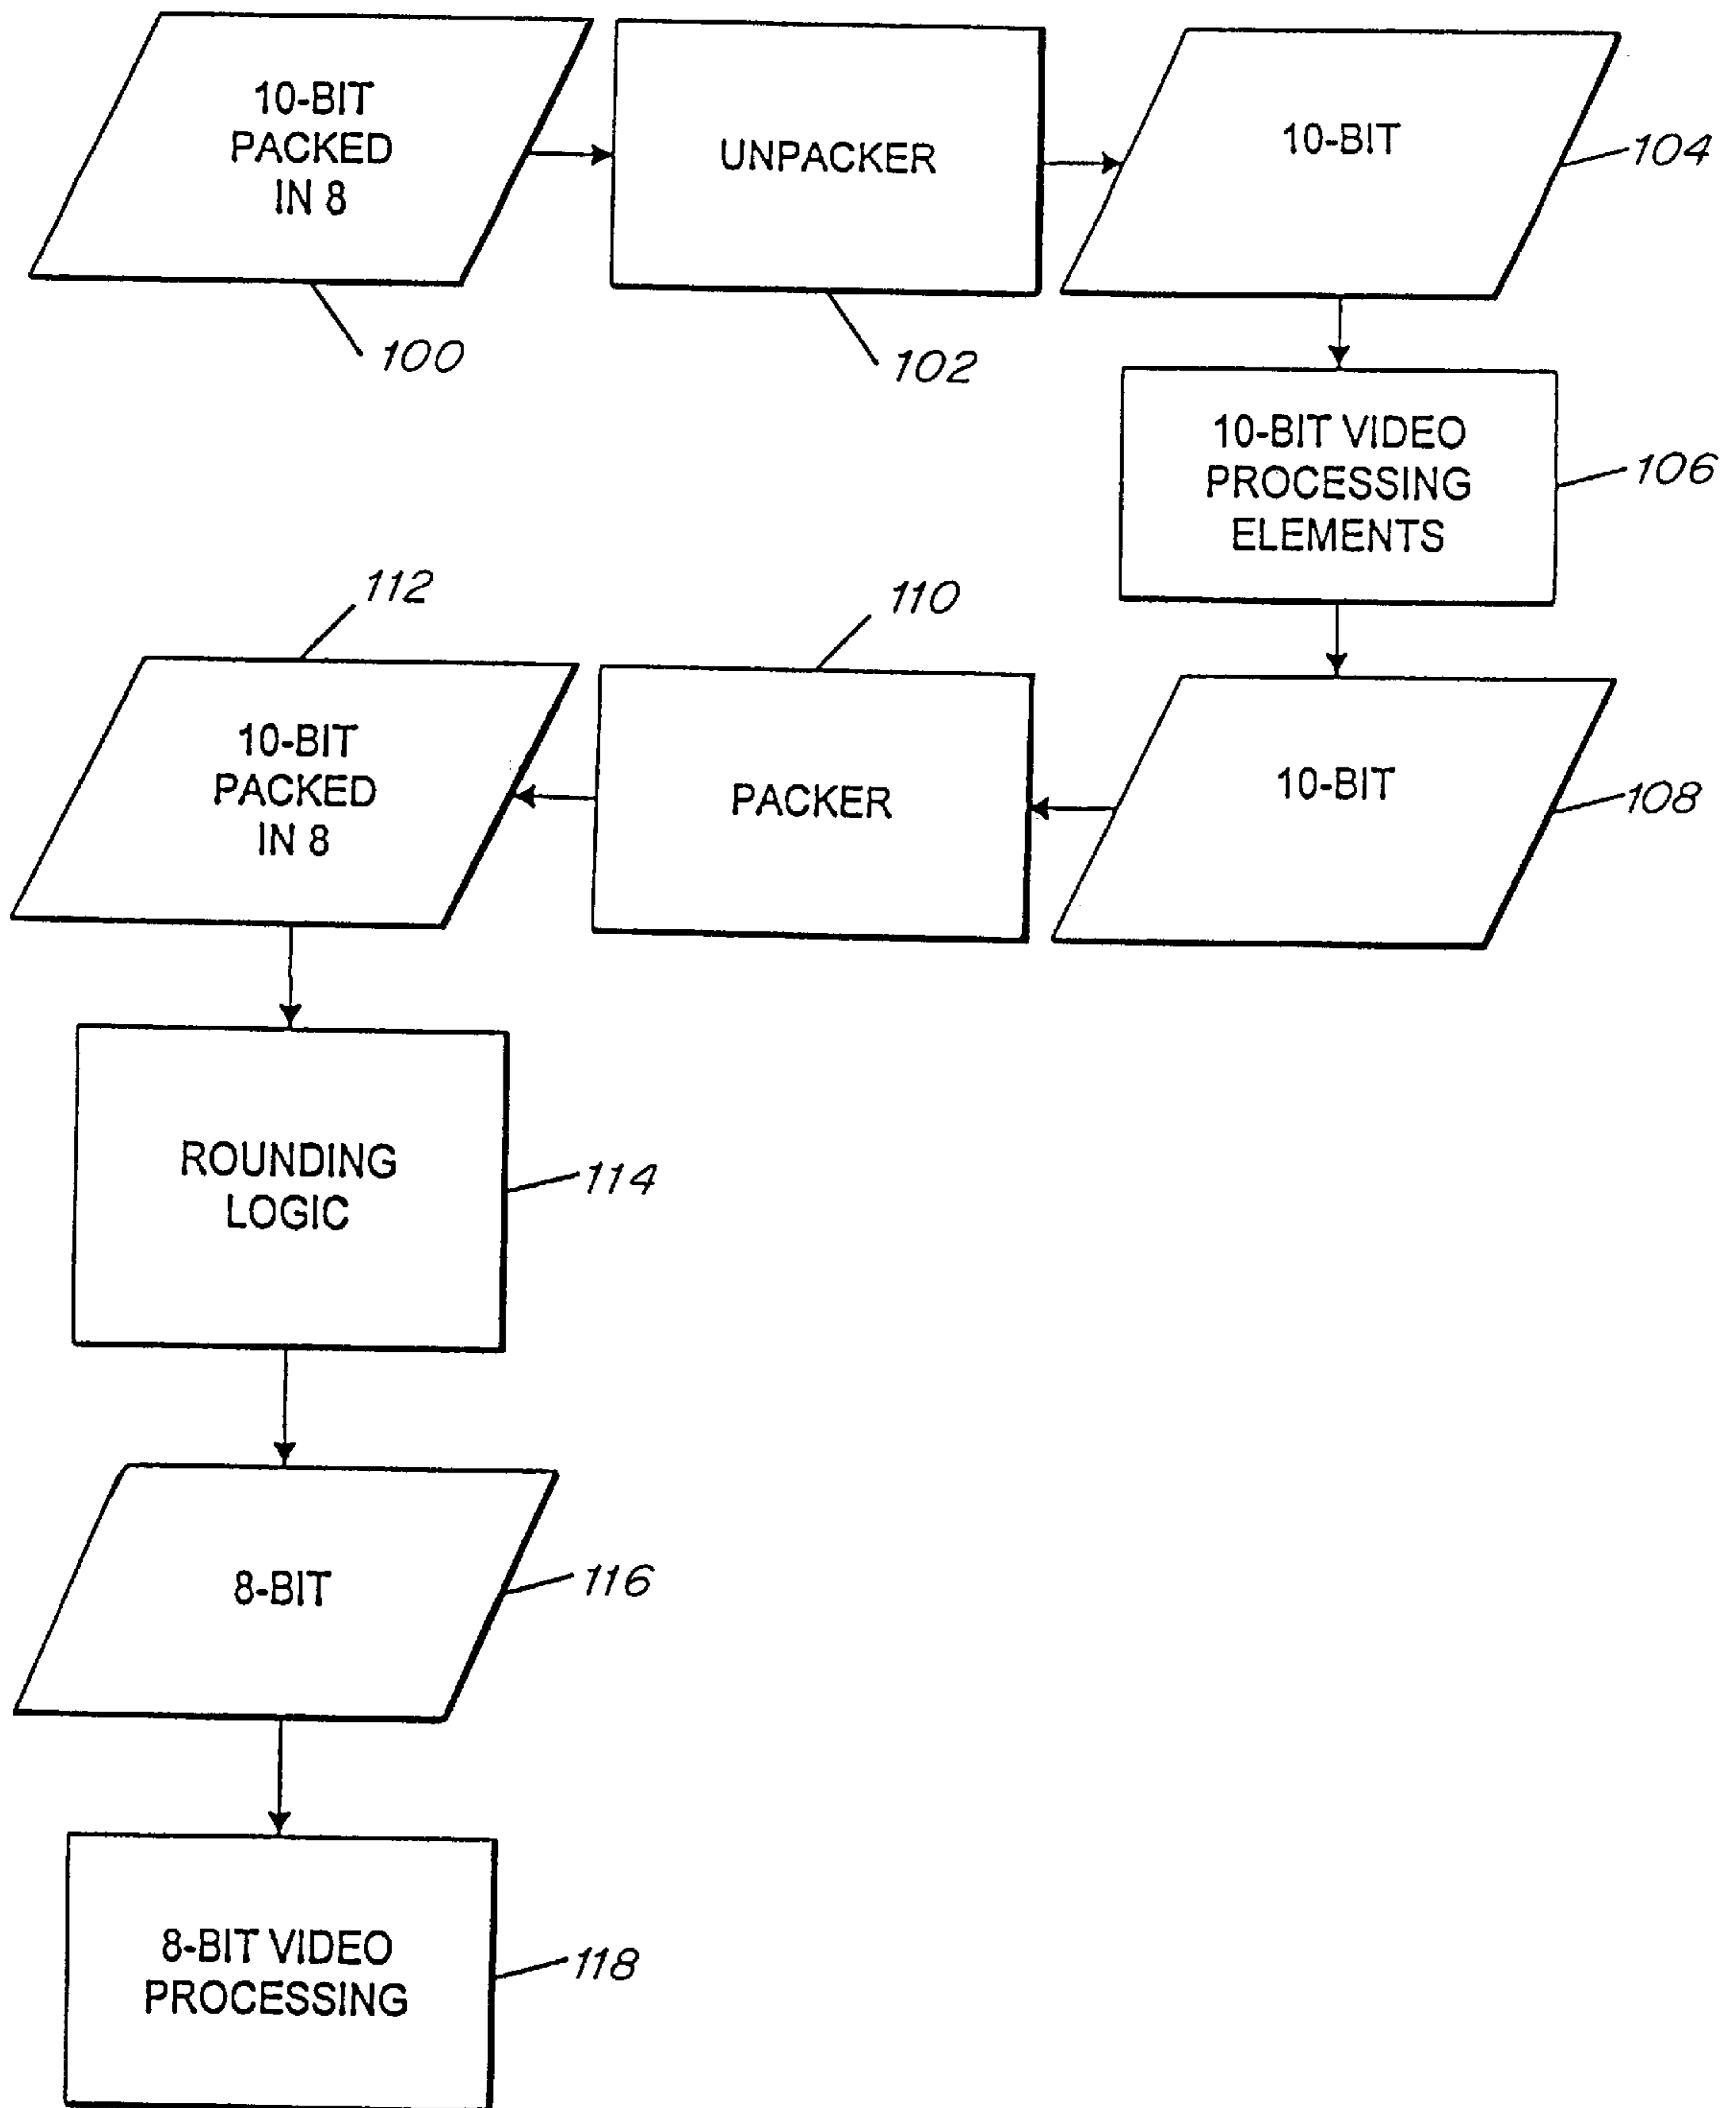 10-BIT
PACKED
IN 8
100
UNPACKER
102
10-BIT
104
10-BIT VIDEO
PROCESSING
ELEMENTS
106
10-BIT
108
PACKER
110
10-BIT
PACKED
IN 8
112
ROUNDING
LOGIC
114
8-BIT
116
8-BIT VIDEO
PROCESSING
118